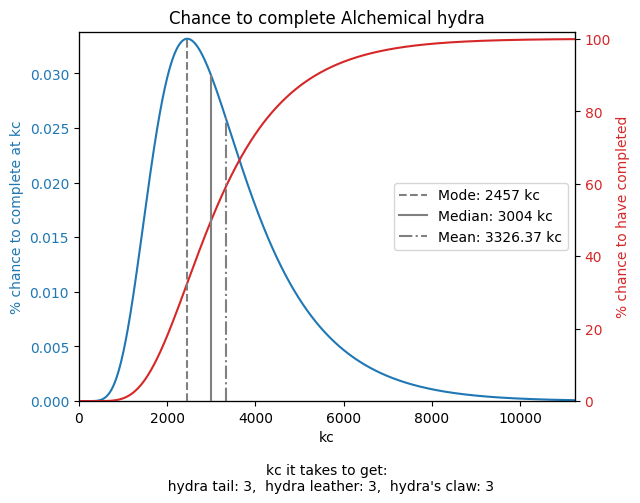 Chance to complete Alchemical hydra
% chance to complete at kc
0.030
0.025
0.020
0.015
0.010
0.005
0.000
100
80
60
40
20
0
% chance to have completed
Mode: 2457 kc
Median: 3004 kc
Mean: 3326.37 kc
0 2000 4000 6000 8000 10000
kc
kc it takes to get:
hydra tail: 3, hydra leather: 3, hydra's claw: 3